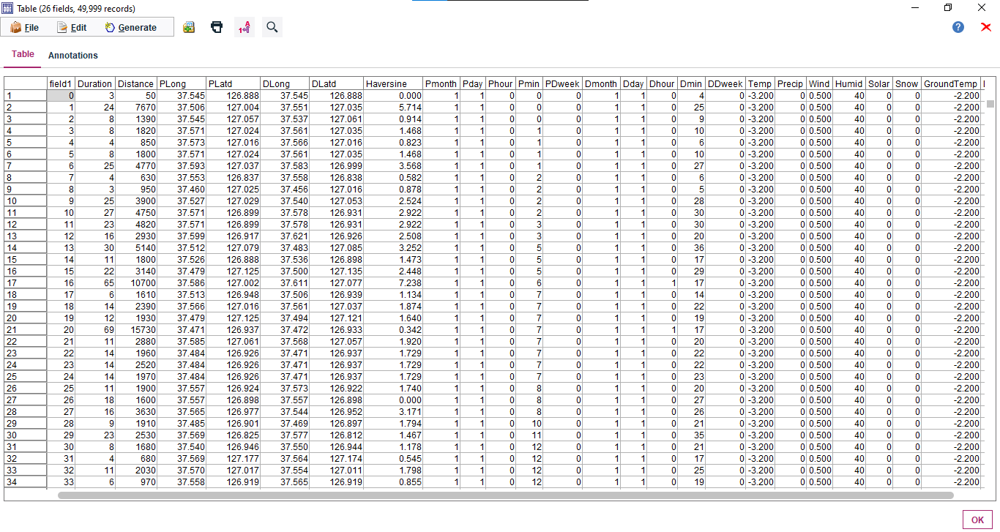 Table (26 fields, 49,999 records)
File Edit Generate
Table Annotations
field1 Duration Distance PLong PLatd DLong DLatd Haversine Pmonth Pday Phour Pmin PDweek Dmonth Dday Dhour Dmin DDweek Temp Precip Wind Humid Solar Snow GroundTemp
1 0 3 50 37.545 126.888 37.545 126.888 0.000 1 1 0 0 0 1 1 0 4 0 -3.200 0 0.500 40 0 0 -2.200
2 1 24 7670 37.506 127.004 37.551 127.035 5.714 1 1 0 0 0 1 1 0 25 0 -3.200 0 0.500 40 0 0 -2.200
3 2 8 1390 37.545 127.057 37.537 127.061 0.914 1 1 0 0 0 1 1 0 9 0 -3.200 0 0.500 40 0 0 -2.200
4 3 8 1820 37.571 127.024 37.561 127.035 1.468 1 1 0 1 0 1 1 0 10 0 -3.200 0 0.500 40 0 0 -2.200
5 4 4 850 37.573 127.016 37.566 127.016 0.823 1 1 0 1 0 1 1 0 6 0 -3.200 0 0.500 40 0 0 -2.200
6 5 8 1800 37.571 127.024 37.561 127.035 1.468 1 1 0 1 0 1 1 0 10 0 -3.200 0 0.500 40 0 0 -2.200
7 6 25 4770 37.593 127.037 37.583 126.999 3.568 1 1 0 1 0 1 1 0 27 0 -3.200 0 0.500 40 0 0 -2.200
8 7 4 630 37.553 126.837 37.558 126.838 0.582 1 1 0 2 0 1 1 0 6 0 -3.200 0 0.500 40 0 0 -2.200
9 8 3 950 37.460 127.025 37.456 127.016 0.878 1 1 0 2 0 1 1 0 5 0 -3.200 0 0.500 40 0 0 -2.200
10 9 25 3900 37.527 127.029 37.540 127.053 2.524 1 1 0 2 0 1 1 0 28 0 -3.200 0 0.500 40 0 0 -2.200
11 10 27 4750 37.571 126.899 37.578 126.931 2.922 1 1 0 2 0 1 1 0 30 0 -3.200 0 0.500 40 0 0 -2.200
12 11 23 4820 37.571 126.899 37.578 126.931 2.922 1 1 0 3 0 1 1 0 30 0 -3.200 0 0.500 40 0 0 -2.200
13 12 16 2930 37.599 126.917 37.621 126.926 2.508 1 1 0 3 0 1 1 0 20 0 -3.200 0 0.500 40 0 0 -2.200
14 13 30 5140 37.512 127.079 37.483 127.085 3.252 1 1 0 5 0 1 1 0 36 0 -3.200 0 0.500 40 0 0 -2.200
15 14 11 1800 37.526 126.888 37.536 126.898 1.473 1 1 0 5 0 1 1 0 17 0 -3.200 0 0.500 40 0 0 -2.200
16 15 22 3140 37.479 127.125 37.500 127.135 2.448 1 1 0 5 0 1 1 0 29 0 -3.200 0 0.500 40 0 0 -2.200
17 16 65 10700 37.586 127.002 37.611 127.077 7.238 1 1 0 6 0 1 1 1 17 0 -3.200 0 0.500 40 0 0 -2.200
18 17 6 1610 37.513 126.948 37.506 126.939 1.134 1 1 0 7 0 1 1 0 14 0 -3.200 0 0.500 40 0 0 -2.200
19 18 14 2390 37.566 127.016 37.561 127.037 1.874 1 1 0 7 0 1 1 0 22 0 -3.200 0 0.500 40 0 0 -2.200
20 19 12 1930 37.479 127.125 37.494 127.121 1.640 1 1 0 7 0 1 1 0 19 0 -3.200 0 0.500 40 0 0 -2.200
21 20 69 15730 37.471 126.937 37.472 126.933 0.342 1 1 0 7 0 1 1 1 17 0 -3.200 0 0.500 40 0 0 -2.200
22 21 11 2880 37.585 127.061 37.568 127.057 1.920 1 1 0 7 0 1 1 0 20 0 -3.200 0 0.500 40 0 0 -2.200
23 22 14 1960 37.484 126.926 37.471 126.937 1.729 1 1 0 7 0 1 1 0 22 0 -3.200 0 0.500 40 0 0 -2.200
24 23 14 2520 37.484 126.926 37.471 126.937 1.729 1 1 0 7 0 1 1 0 22 0 -3.200 0 0.500 40 0 0 -2.200
25 24 14 1970 37.484 126.926 37.471 126.937 1.729 1 1 0 7 0 1 1 0 23 0 -3.200 0 0.500 40 0 0 -2.200
26 25 11 1900 37.557 126.924 37.573 126.922 1.740 1 1 0 8 0 1 1 0 20 0 -3.200 0 0.500 40 0 0 -2.200
27 26 18 1600 37.557 126.898 37.557 126.898 0.000 1 1 0 8 0 1 1 0 27 0 -3.200 0 0.500 40 0 0 -2.200
28 27 16 3630 37.565 126.977 37.544 126.952 3.171 1 1 0 8 0 1 1 0 26 0 -3.200 0 0.500 40 0 0 -2.200
29 28 9 1910 37.485 126.901 37.469 126.897 1.794 1 1 0 10 0 1 1 0 21 0 -3.200 0 0.500 40 0 0 -2.200
30 29 23 2530 37.569 126.825 37.577 126.812 1.467 1 1 0 11 0 1 1 0 35 0 -3.200 0 0.500 40 0 0 -2.200
31 30 8 1680 37.540 126.946 37.550 126.944 1.178 1 1 0 12 0 1 1 0 21 0 -3.200 0 0.500 40 0 0 -2.200
32 31 4 680 37.569 127.177 37.564 127.174 0.545 1 1 0 12 0 1 1 0 17 0 -3.200 0 0.500 40 0 0 -2.200
33 32 11 2030 37.570 127.017 37.554 127.011 1.798 1 1 0 12 0 1 1 0 25 0 -3.200 0 0.500 40 0 0 -2.200
34 33 6 970 37.558 126.919 37.565 126.919 0.855 1 1 0 12 0 1 1 0 19 0 -3.200 0 0.500 40 0 0 -2.200
OK